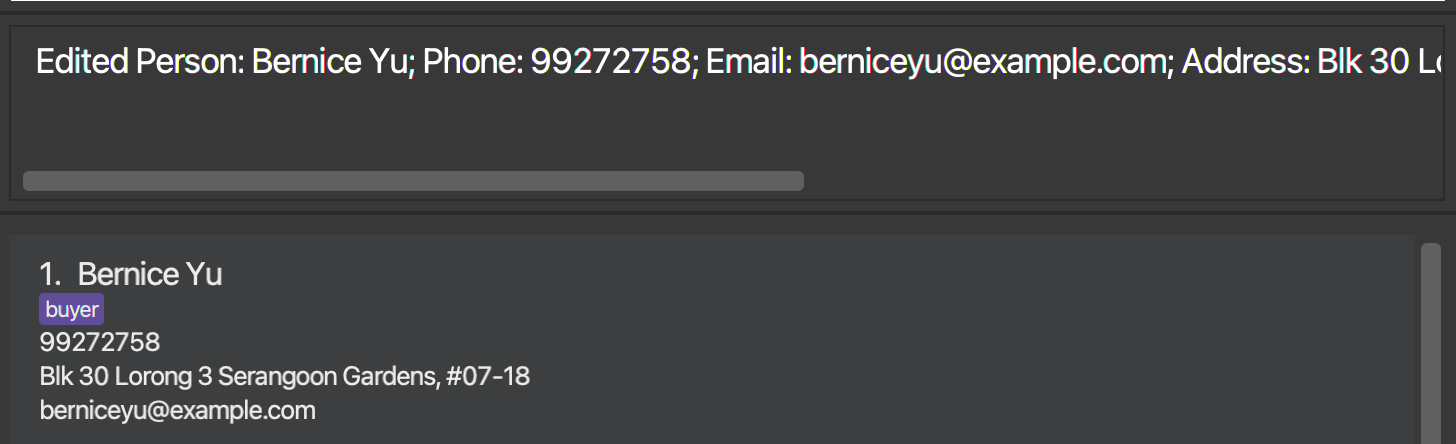 Edited Person: Bernice Yu; Phone: 99272758; Email: berniceyu@example.com; Address: Blk 30
1. Bernice Yu
buyer
99272758
Blk 30 Lorong 3 Serangoon Gardens, #07-18
berniceyu@example.com